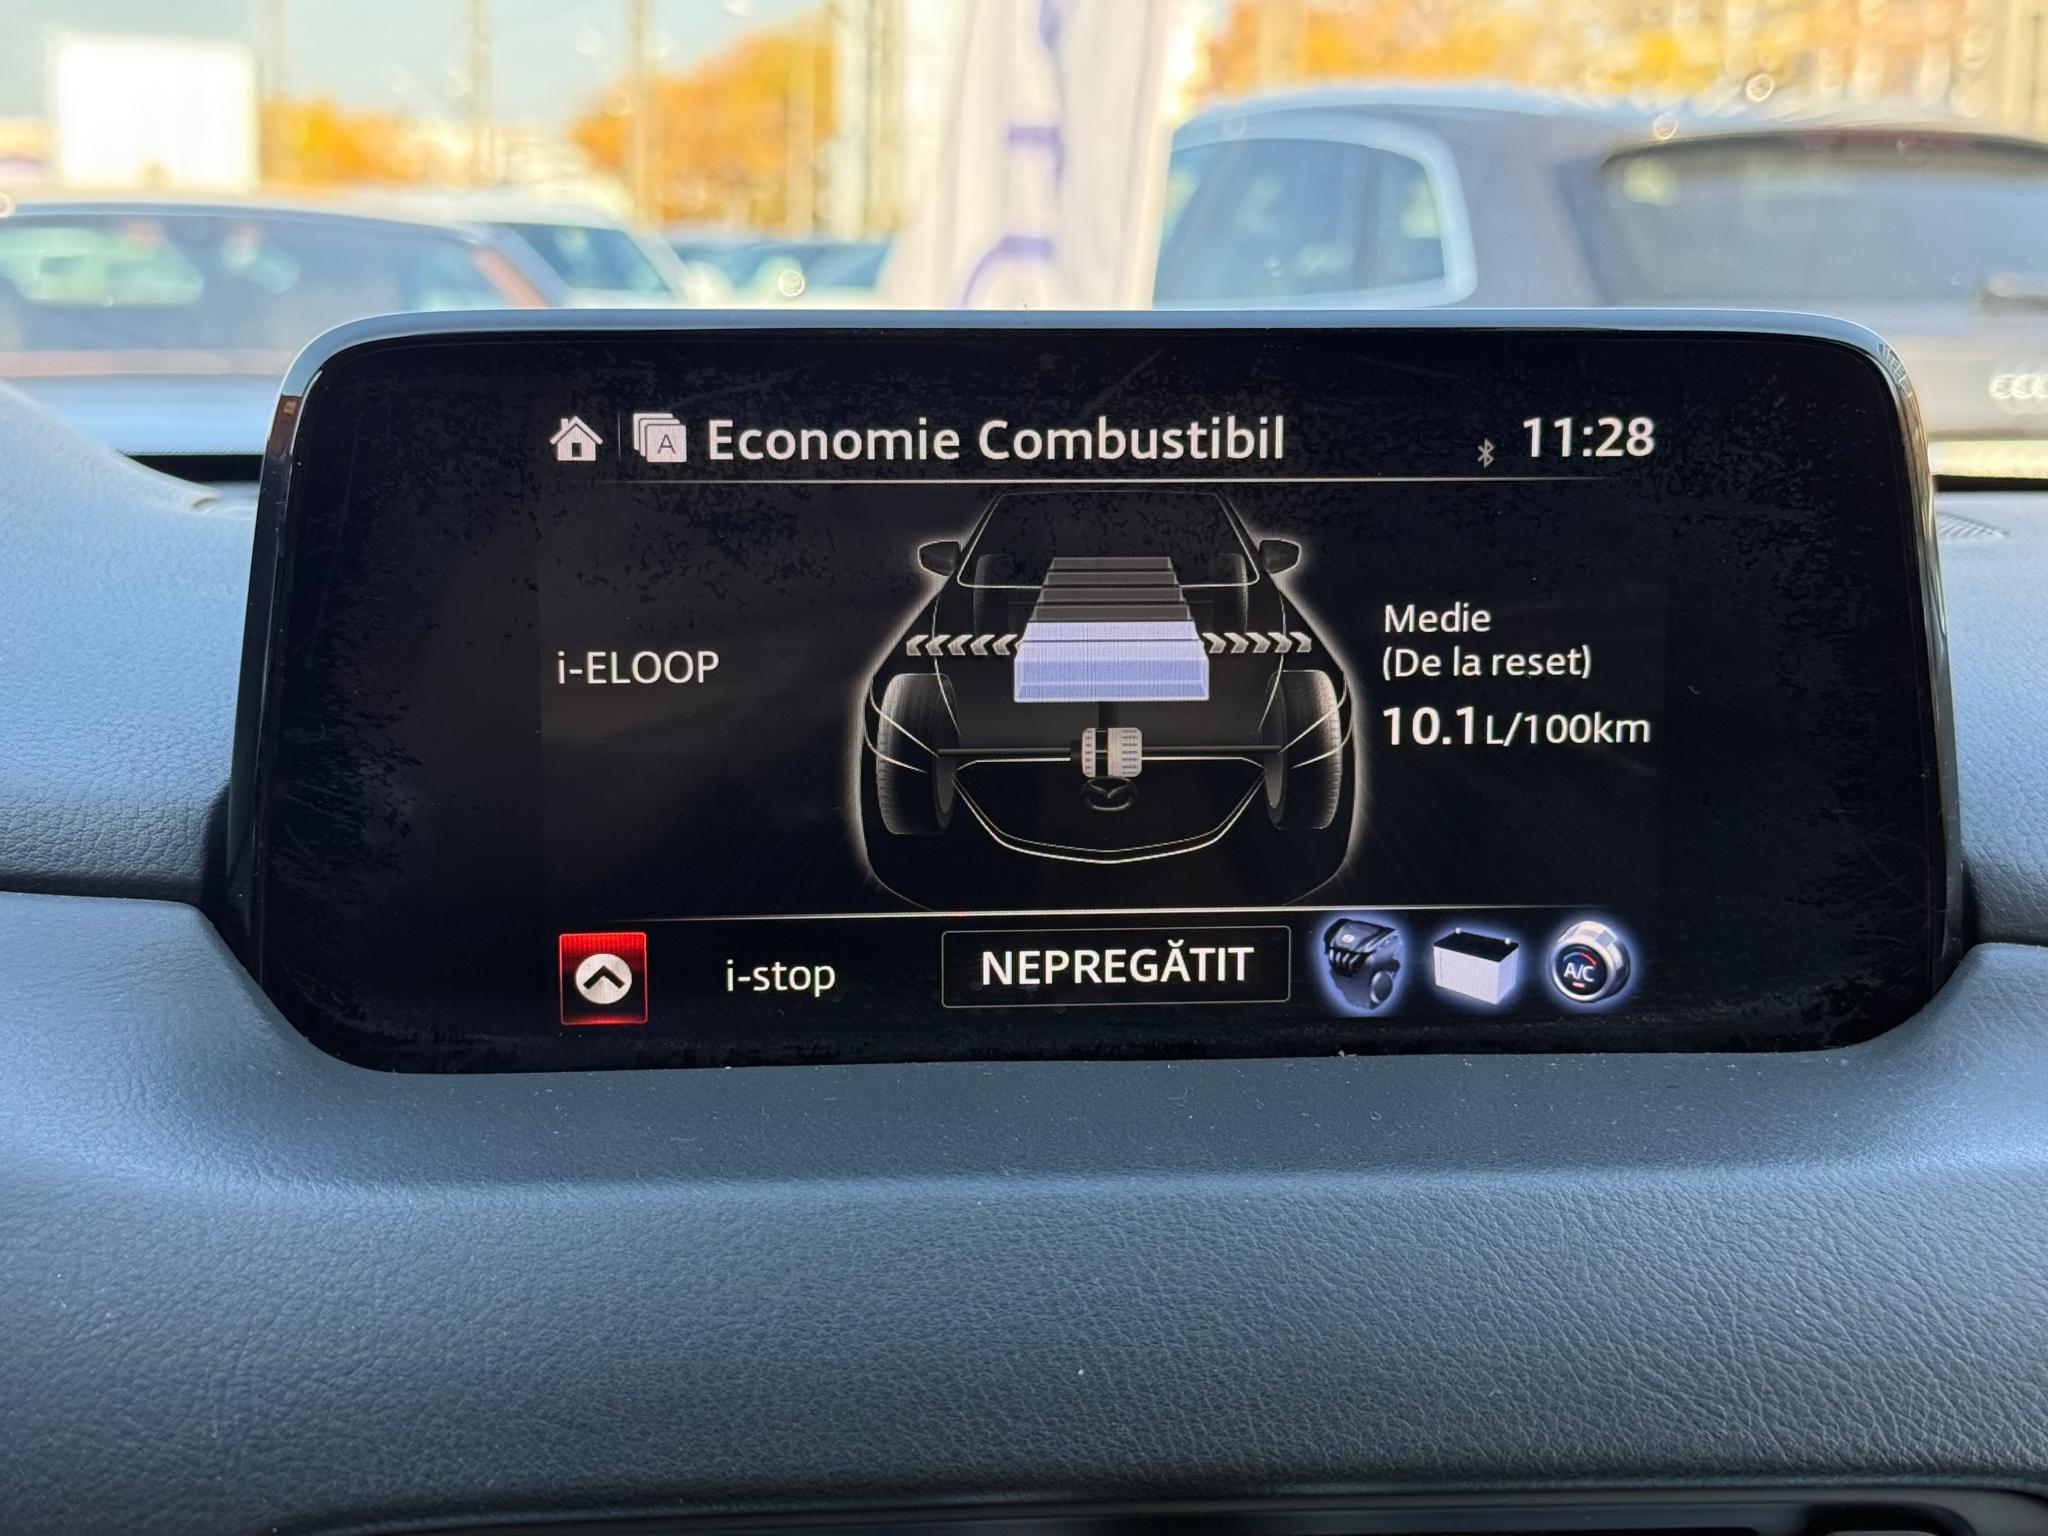 A Economie Combustibil 11:28
i-ELOOP
Medie
(De la reset)
10.1L/100km
i-stop NEPREGĂTIT A/C